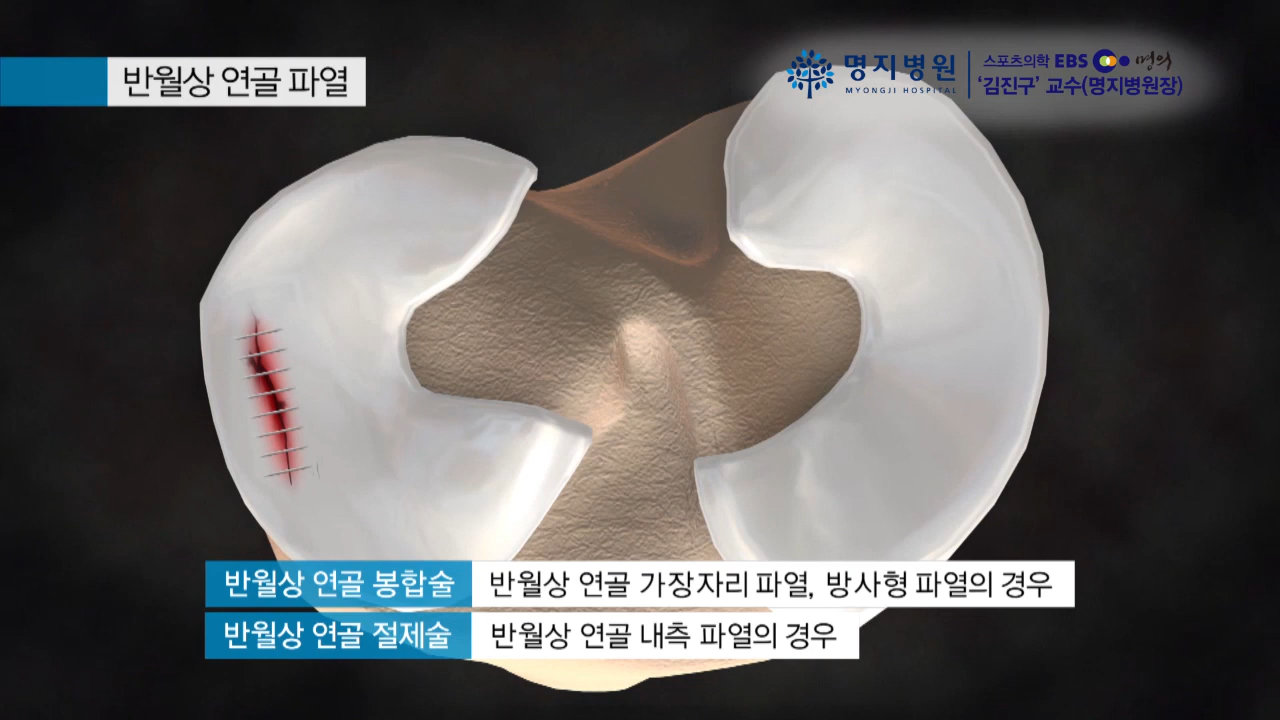 반월상 연골 파열
명지병원
MYONGJI HOSPITAL
스포츠의학 EBS 명의
'김진구' 교수(명지병원장)
반월상 연골 봉합술 반월상 연골 가장자리 파열, 방사형 파열의 경우
반월상 연골 절제술 반월상 연골 내측 파열의 경우